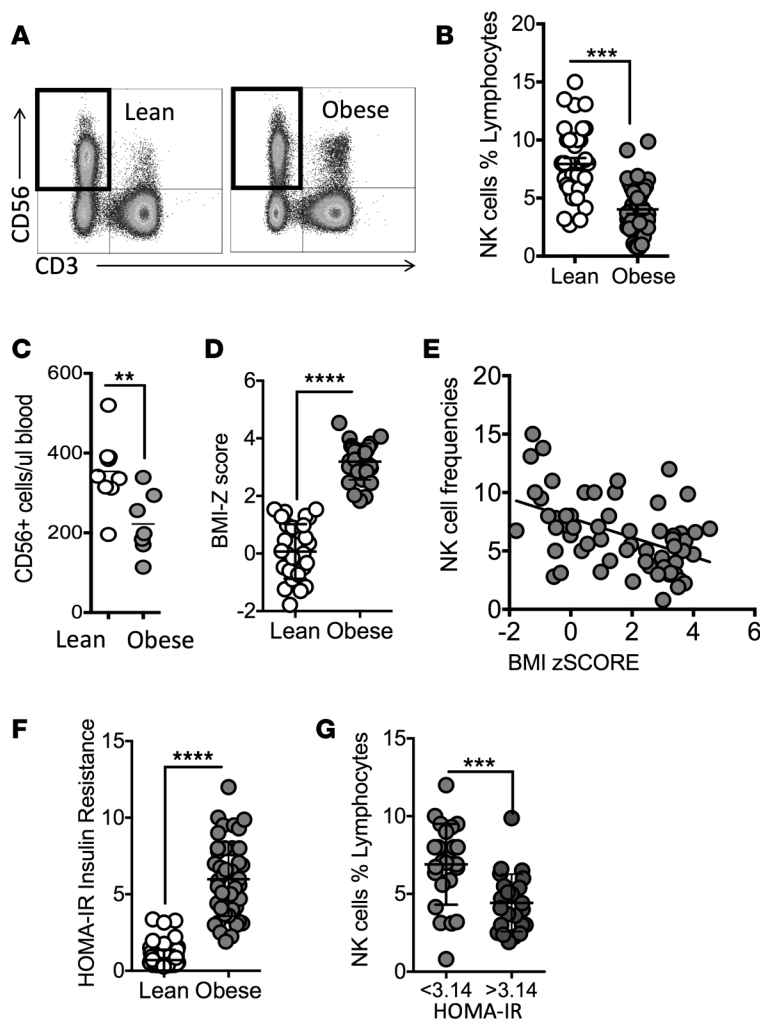 A
Lean
Obese
CD56
CD3
B
NK cells % Lymphocytes
20
15
10
5
0
***
Lean Obese
C
CD56+ cells/ul blood
600
400
200
0
**
Lean Obese
D
BMI-Z score
6
4
2
0
-2
****
Lean Obese
E
NK cell frequencies
20
15
10
5
0
-2 0 2 4 6
BMI zSCORE
F
HOMA-IR Insulin Resistance
15
10
5
0
****
Lean Obese
G
NK cells % Lymphocytes
15
10
5
0
***
<3.14 >3.14
HOMA-IR